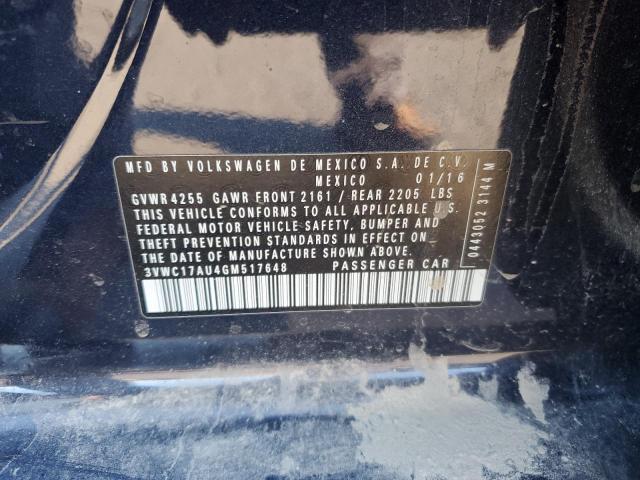 MFD BY VOLKSWAGEN DE MEXICO S.A. DE C.V.
MEXICO 01/16
GVWR 4255 GAWR FRONT 2161 / REAR 2205 LBS
THIS VEHICLE CONFORMS TO ALL APPLICABLE U.S.
FEDERAL MOTOR VEHICLE SAFETY, BUMPER AND
THEFT PREVENTION STANDARDS IN EFFECT ON
THE DATE OF MANUFACTURE SHOWN ABOVE.
3VWC17AU4GM517648 PASSENGER CAR
0443052 3144 M